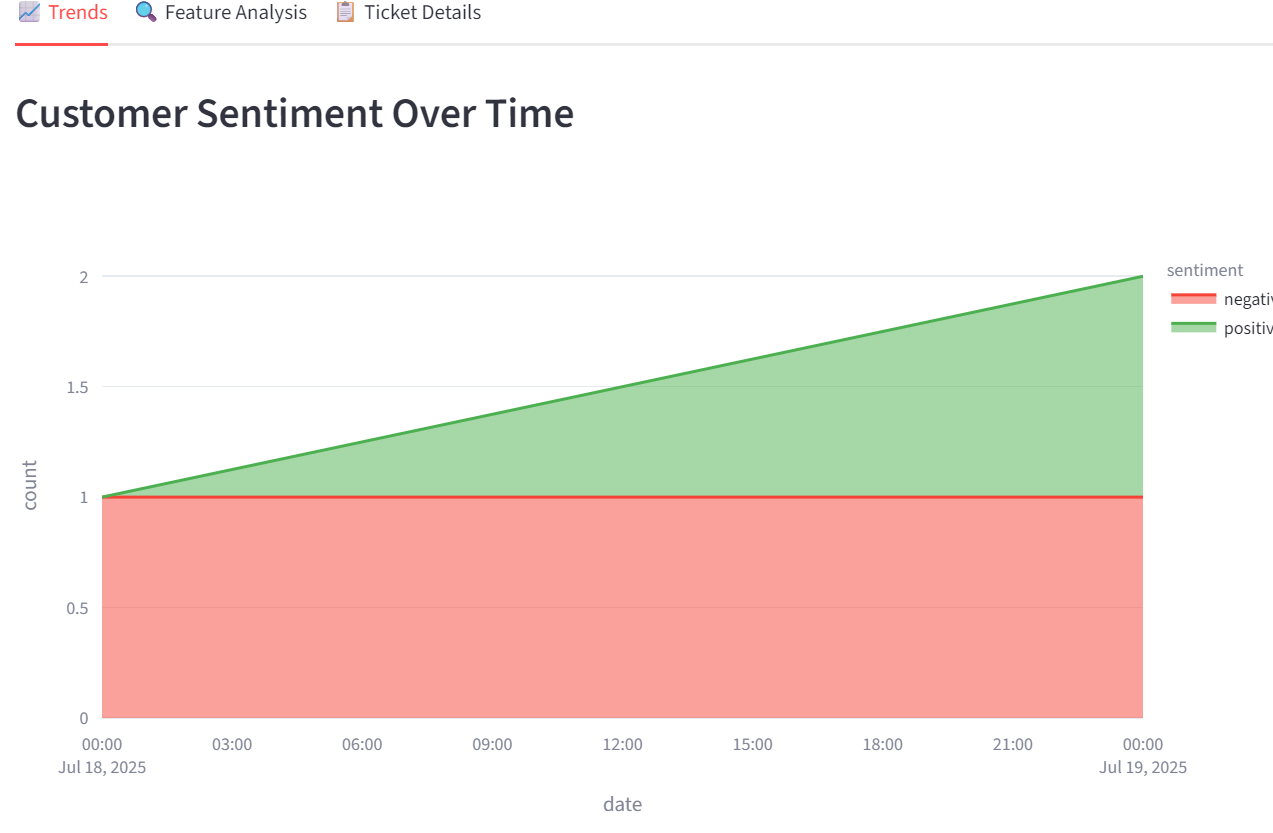 Trends Feature Analysis Ticket Details
Customer Sentiment Over Time
sentiment
negativ
positiv
2
1.5
1
0.5
0
count
00:00 03:00 06:00 09:00 12:00 15:00 18:00 21:00 00:00
Jul 18, 2025 Jul 19, 2025
date